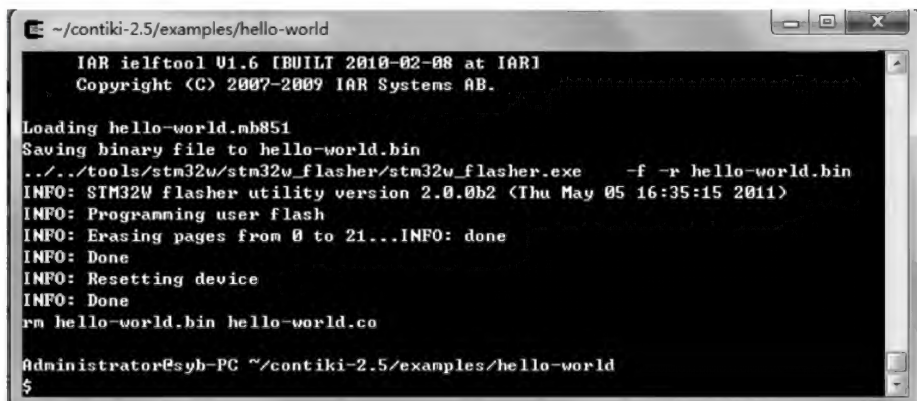 ~/contiki-2.5/examples/hello-world
IAR ielftool V1.6 [BUILT 2010-02-08 at IAR]
Copyright (C) 2007-2009 IAR Systems AB.
Loading hello-world.mb851
Saving binary file to hello-world.bin
../../tools/stm32w/stm32w_flasher/stm32w_flasher.exe    -f -r hello-world.bin
INFO: STM32W flasher utility version 2.0.0b2 (Thu May 05 16:35:15 2011)
INFO: Programming user flash
INFO: Erasing pages from 0 to 21...INFO: done
INFO: Done
INFO: Resetting device
INFO: Done
rm hello-world.bin hello-world.co
Administrator@syb-PC ~/contiki-2.5/examples/hello-world
$